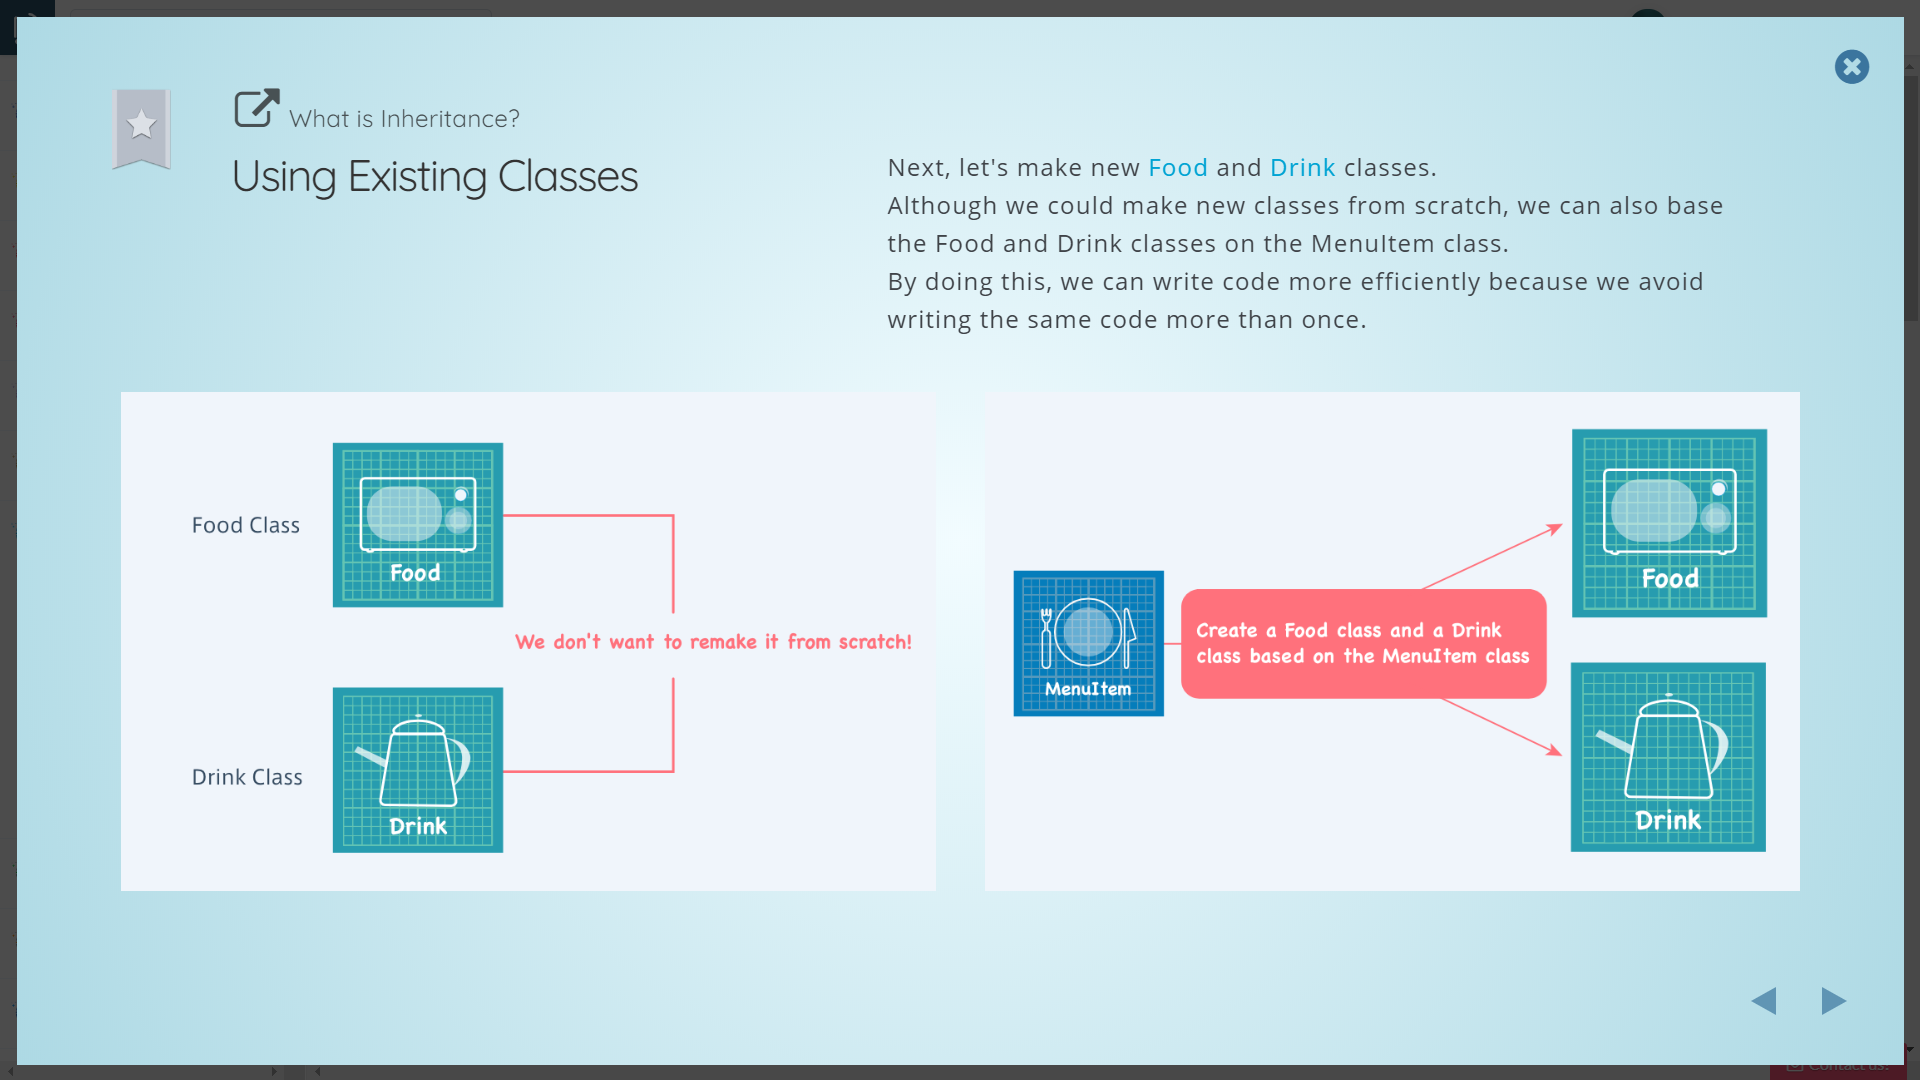 What is Inheritance?
Using Existing Classes
Next, let's make new Food and Drink classes.
Although we could make new classes from scratch, we can also base
the Food and Drink classes on the MenuItem class.
By doing this, we can write code more efficiently because we avoid
writing the same code more than once.
Food Class
Food
We don't want to remake it from scratch!
Drink Class
Drink
MenuItem
Create a Food class and a Drink
class based on the MenuItem class
Food
Drink
Contact us!